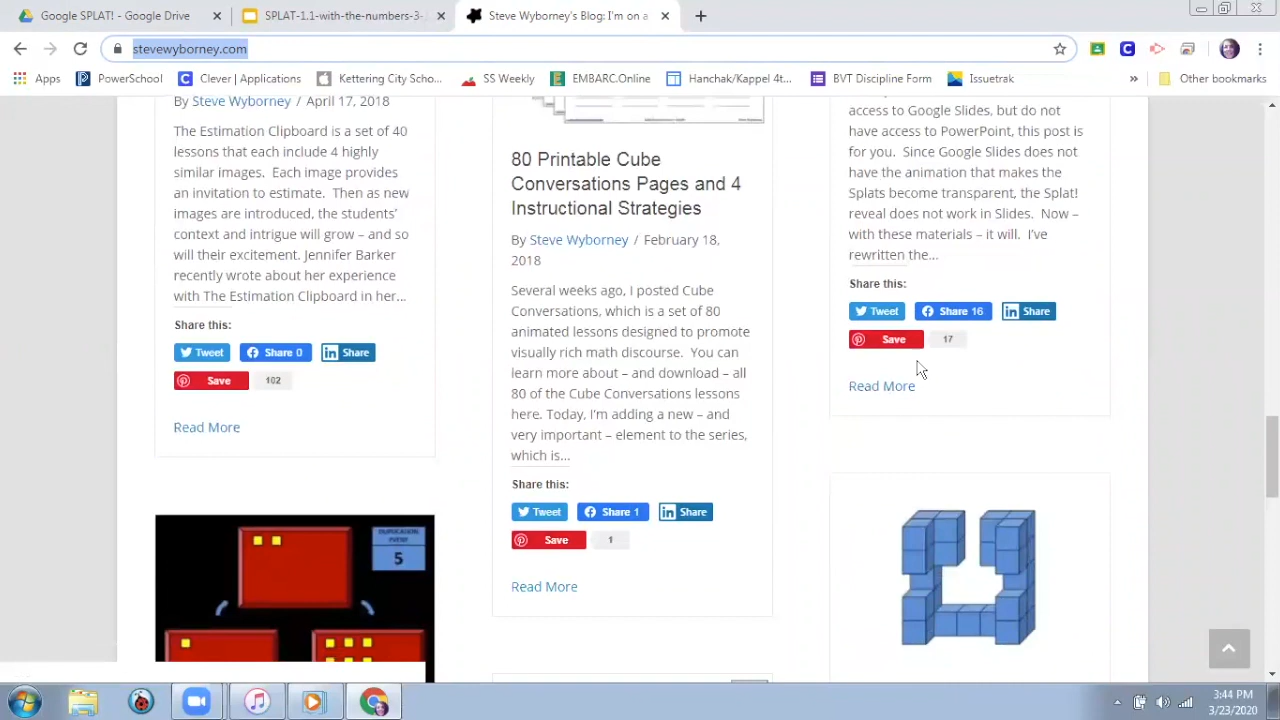 Google SPLAT! - Google Drive
SPLAT-1.1-with-the-numbers-3-
Steve Wyborney's Blog: I'm on a
stevewyborney.com
Apps
PowerSchool
Clever | Applications
Kettering City Scho...
SS Weekly
EMBARC.Online
Hanchak/Kappel 4t...
BVT Discipline Form
Issuetrak
»
Other bookmarks
By Steve Wyborney / April 17, 2018
The Estimation Clipboard is a set of 40
lessons that each include 4 highly
similar images. Each image provides
an invitation to estimate. Then as new
images are introduced, the students'
context and intrigue will grow – and so
will their excitement. Jennifer Barker
recently wrote about her experience
with The Estimation Clipboard in her...
Share this:
Tweet
Share 0
Share
Save
102
Read More
5
80 Printable Cube
Conversations Pages and 4
Instructional Strategies
By Steve Wyborney / February 18,
2018
Several weeks ago, I posted Cube
Conversations, which is a set of 80
animated lessons designed to promote
visually rich math discourse. You can
learn more about – and download – all
80 of the Cube Conversations lessons
here. Today, I'm adding a new – and
very important – element to the series,
which is...
Share this:
Tweet
Share 1
Share
Save
1
Read More
access to Google Slides, but do not
have access to PowerPoint, this post is
for you. Since Google Slides does not
have the animation that makes the
Splats become transparent, the Splat!
reveal does not work in Slides. Now –
with these materials – it will. I've
rewritten the...
Share this:
Tweet
Share 16
Share
Save
17
Read More
3:44 PM
3/23/2020